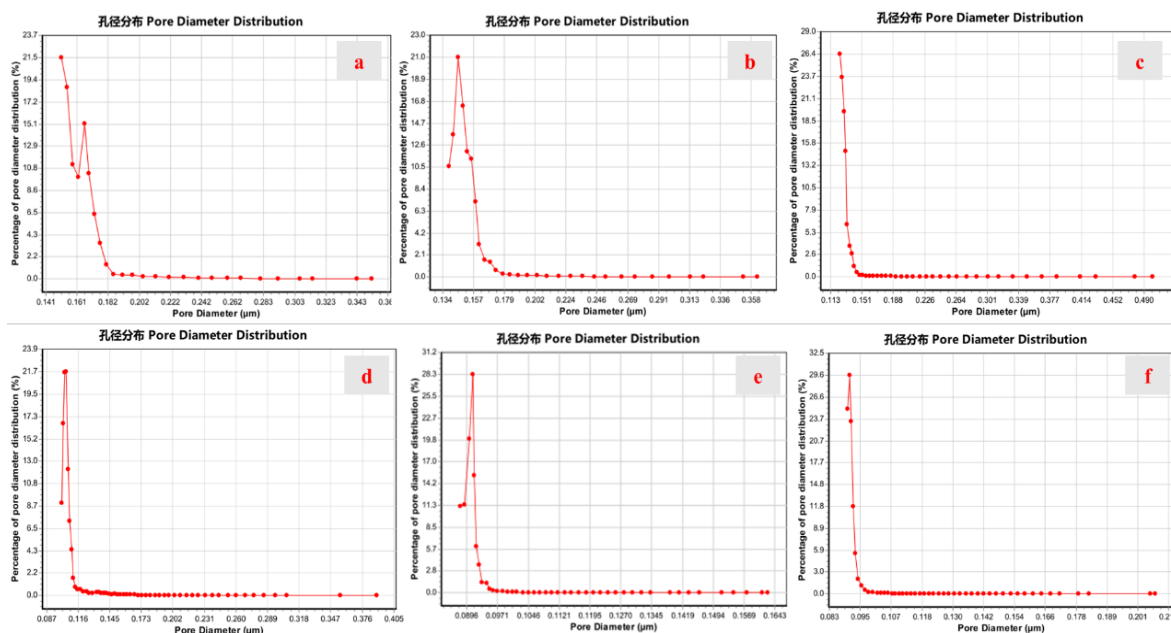 孔径分布 Pore Diameter Distribution
Percentage of pore diameter distribution (%)
23.7
21.5
19.4
17.2
15.1
12.9
10.8
8.6
6.5
4.3
2.2
0.0
0.141 0.161 0.182 0.202 0.222 0.242 0.262 0.283 0.303 0.323 0.343 0.36
Pore Diameter (μm)
a
孔径分布 Pore Diameter Distribution
Percentage of pore diameter distribution (%)
23.0
21.0
18.9
16.8
14.7
12.6
10.5
8.4
6.3
4.2
2.1
0.0
0.134 0.157 0.179 0.202 0.224 0.246 0.269 0.291 0.313 0.336 0.358
Pore Diameter (μm)
b
孔径分布 Pore Diameter Distribution
Percentage of pore diameter distribution (%)
29.0
26.4
23.7
21.1
18.5
15.8
13.2
10.5
7.9
5.3
2.6
0.0
0.113 0.151 0.188 0.226 0.264 0.301 0.339 0.377 0.414 0.452 0.490
Pore Diameter (μm)
c
孔径分布 Pore Diameter Distribution
Percentage of pore diameter distribution (%)
23.9
21.7
19.5
17.3
15.2
13.0
10.8
8.7
6.5
4.3
2.2
0.0
0.087 0.116 0.145 0.173 0.202 0.231 0.260 0.289 0.318 0.347 0.376 0.405
Pore Diameter (μm)
d
孔径分布 Pore Diameter Distribution
Percentage of pore diameter distribution (%)
31.2
28.3
25.5
22.7
19.8
17.0
14.2
11.3
8.5
5.7
2.8
0.0
0.0896 0.0971 0.1046 0.1121 0.1195 0.1270 0.1345 0.1419 0.1494 0.1569 0.1643
Pore Diameter (μm)
e
孔径分布 Pore Diameter Distribution
Percentage of pore diameter distribution (%)
32.5
29.6
26.6
23.7
20.7
17.7
14.8
11.8
8.9
5.9
3.0
0.0
0.083 0.095 0.107 0.118 0.130 0.142 0.154 0.166 0.178 0.189 0.201
Pore Diameter (μm)
f